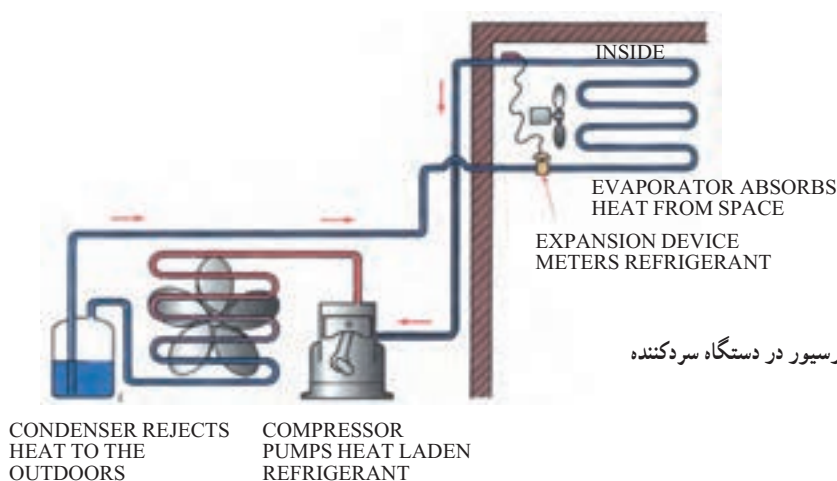 INSIDE
EVAPORATOR ABSORBS
HEAT FROM SPACE
EXPANSION DEVICE
METERS REFRIGERANT
رسیور در دستگاه سردکننده
CONDENSER REJECTS
HEAT TO THE
OUTDOORS
COMPRESSOR
PUMPS HEAT LADEN
REFRIGERANT